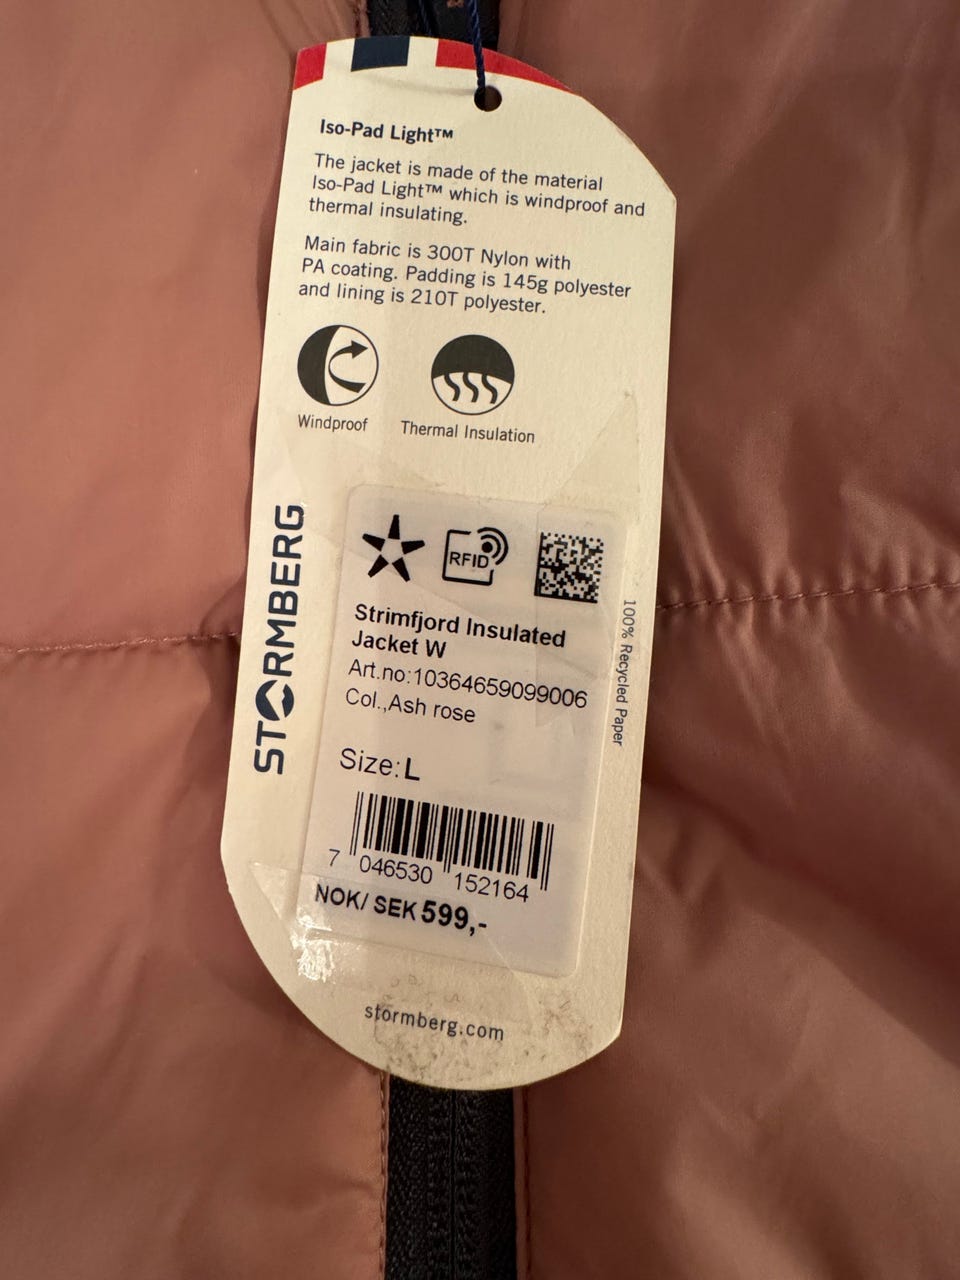 Iso-Pad Light™
The jacket is made of the material
Iso-Pad Light™ which is windproof and
thermal insulating.
Main fabric is 300T Nylon with
PA coating. Padding is 145g polyester
and lining is 210T polyester.
Windproof
Thermal Insulation
STORMBERG
RFID
Strimfjord Insulated
Jacket W
Art.no:10364659099006
Col.,Ash rose
Size:L
7 046530 152164
NOK/ SEK 599,-
100% Recycled Paper
stormberg.com